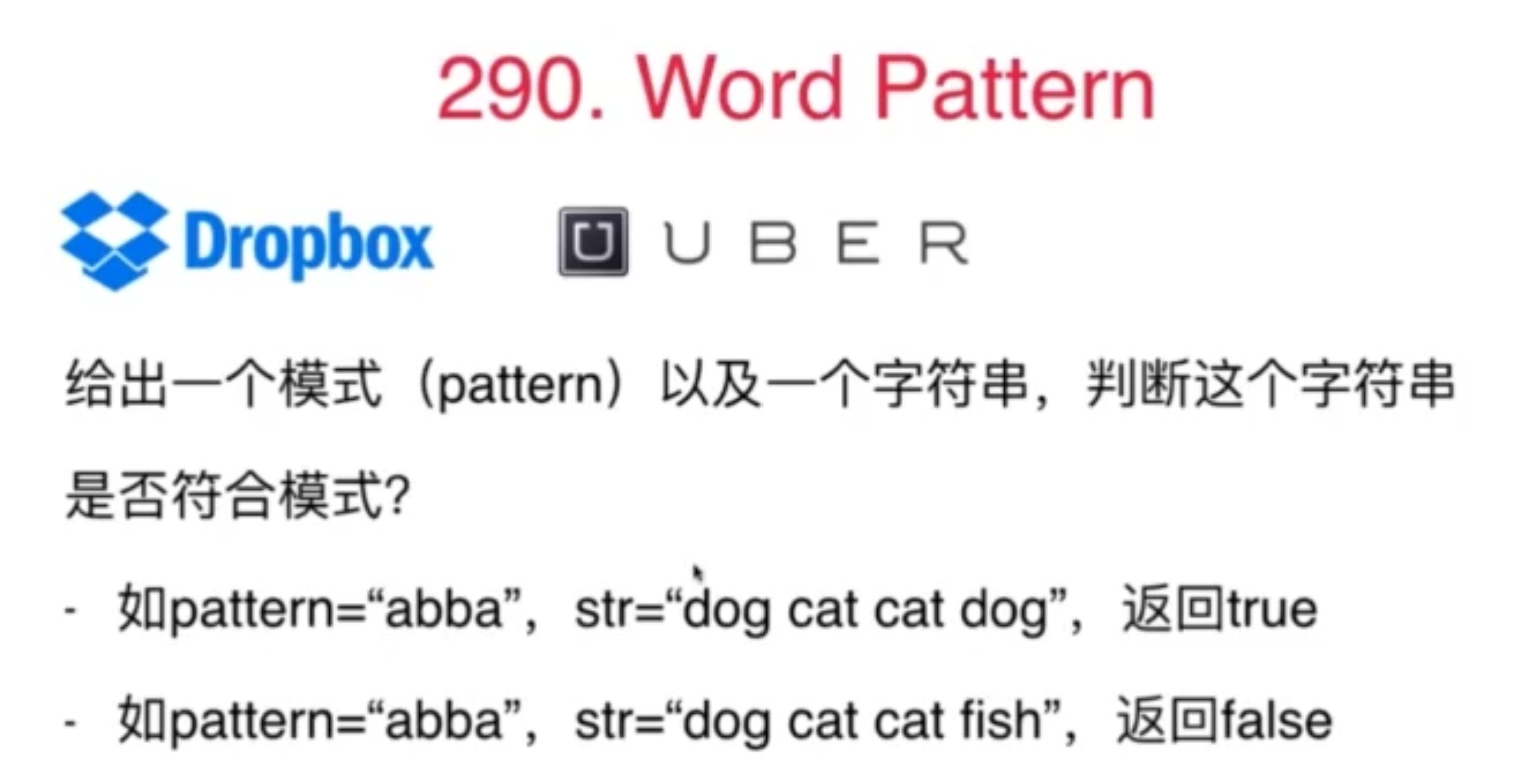 290. Word Pattern
Dropbox UBER
给出一个模式（pattern）以及一个字符串，判断这个字符串
是否符合模式?
- 如pattern=“abba”，str=“dog cat cat dog”，返回true
- 如pattern=“abba”，str=“dog cat cat fish”，返回false